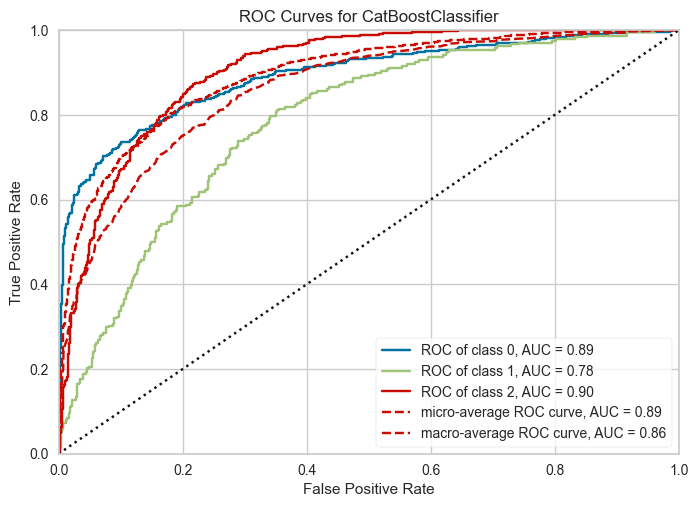 ROC Curves for CatBoostClassifier
True Positive Rate
1.0
0.8
0.6
0.4
0.2
0.0
ROC of class 0, AUC = 0.89
ROC of class 1, AUC = 0.78
ROC of class 2, AUC = 0.90
micro-average ROC curve, AUC = 0.89
macro-average ROC curve, AUC = 0.86
0.0 0.2 0.4 0.6 0.8 1.0
False Positive Rate